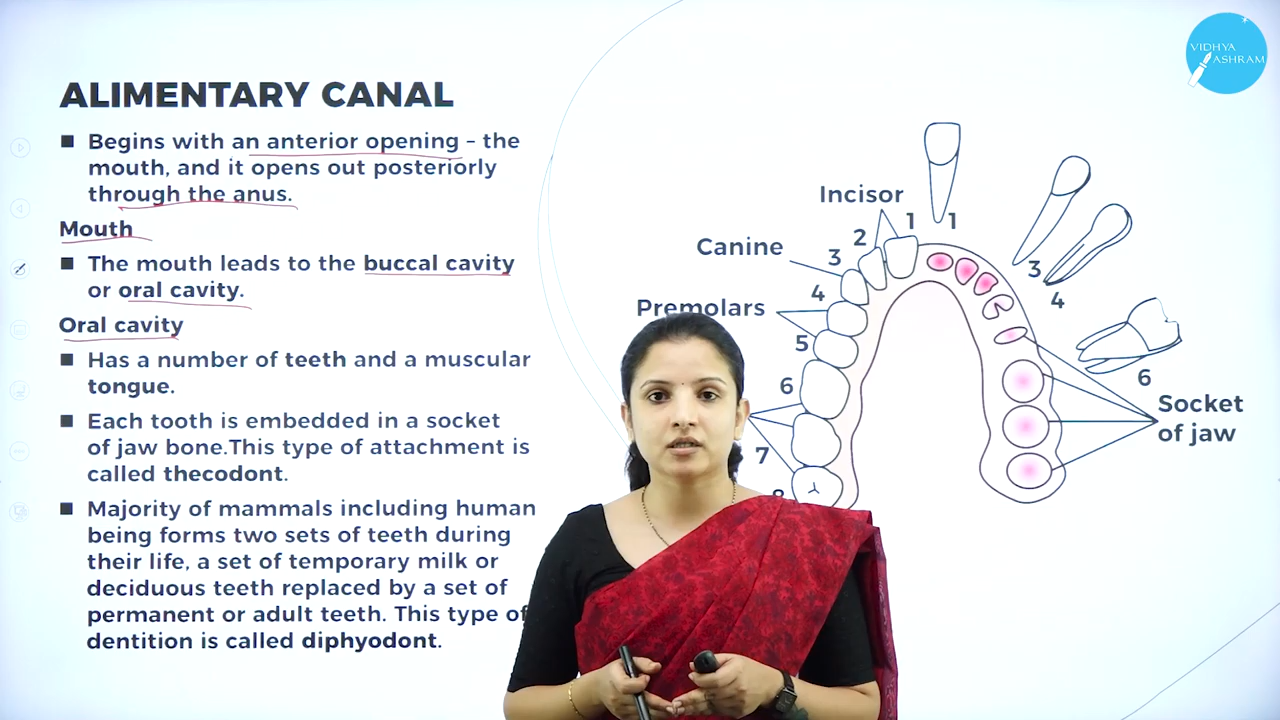 VIDHYA
ASHRAM
ALIMENTARY CANAL
Begins with an anterior opening – the
mouth, and it opens out posteriorly
through the anus.
Mouth
The mouth leads to the buccal cavity
or oral cavity.
Oral cavity
Has a number of teeth and a muscular
tongue.
Each tooth is embedded in a socket
of jaw bone.This type of attachment is
called thecodont.
Majority of mammals including human
being forms two sets of teeth during
their life, a set of temporary milk or
deciduous teeth replaced by a set of
permanent or adult teeth. This type of
dentition is called diphyodont.
Incisor
Canine
Premolars
1
2
3
4
5
6
7
8
1
3
4
6
Socket
of jaw